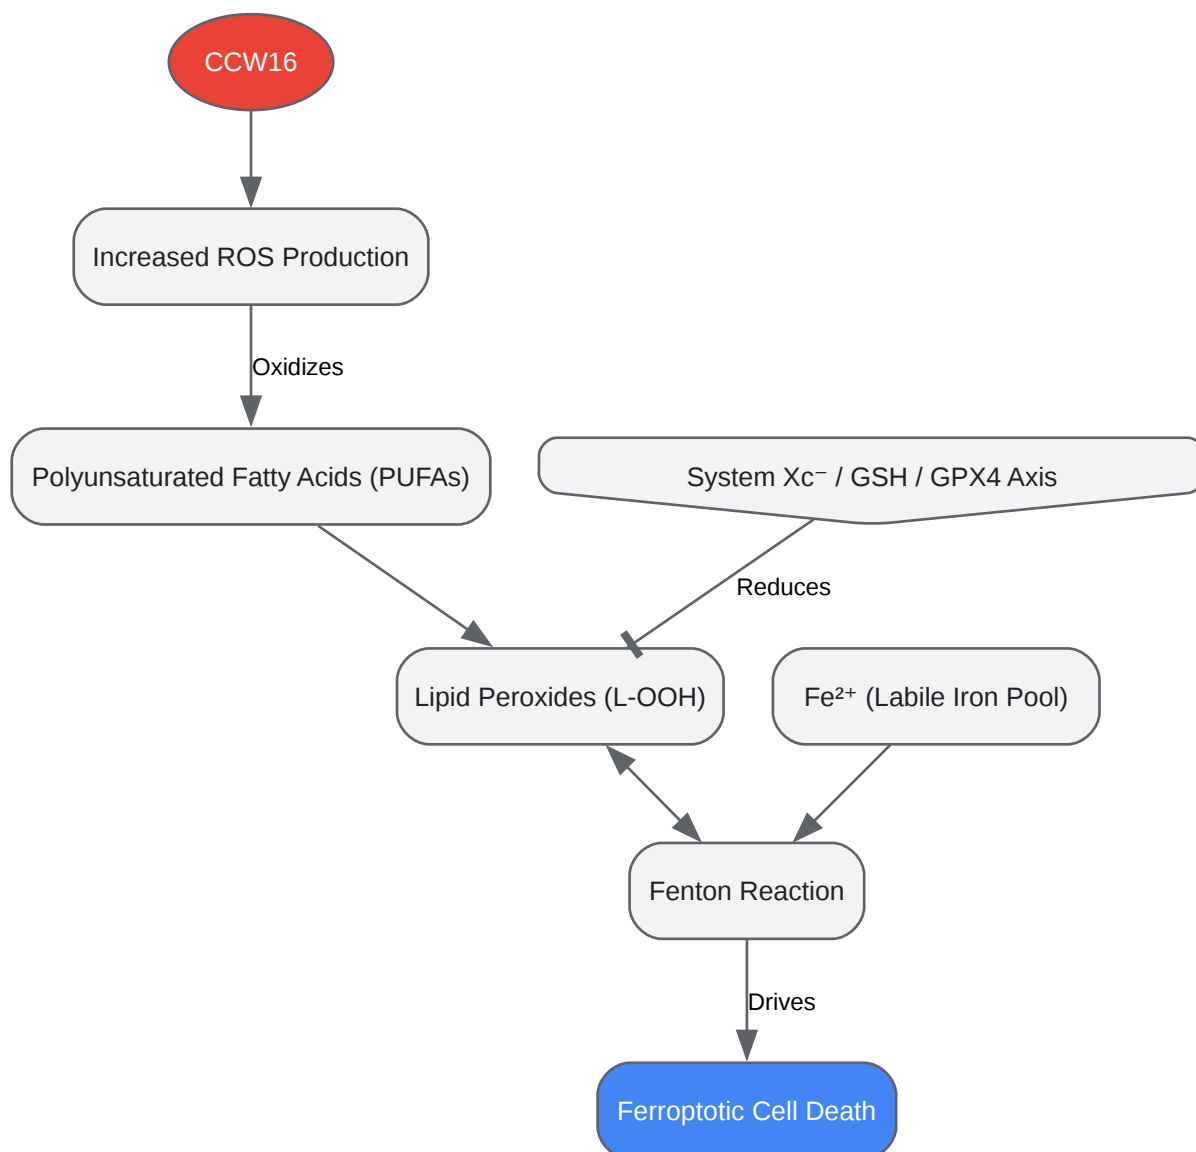 CCW16
Increased ROS Production
Oxidizes
Polyunsaturated Fatty Acids (PUFAs)
System Xc⁻ / GSH / GPX4 Axis
Reduces
Lipid Peroxides (L-OOH)
Fe²⁺ (Labile Iron Pool)
Fenton Reaction
Drives
Ferroptotic Cell Death